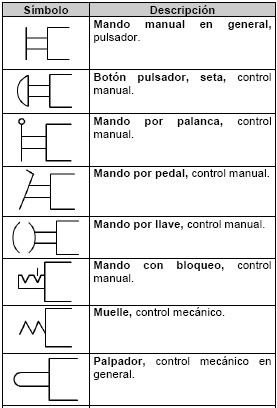 Símbolo Descripción
Mando manual en general,
pulsador.
Botón pulsador, seta, control
manual.
Mando por palanca, control
manual.
Mando por pedal, control manual.
Mando por llave, control manual.
Mando con bloqueo, control
manual.
Muelle, control mecánico.
Palpador, control mecánico en
general.